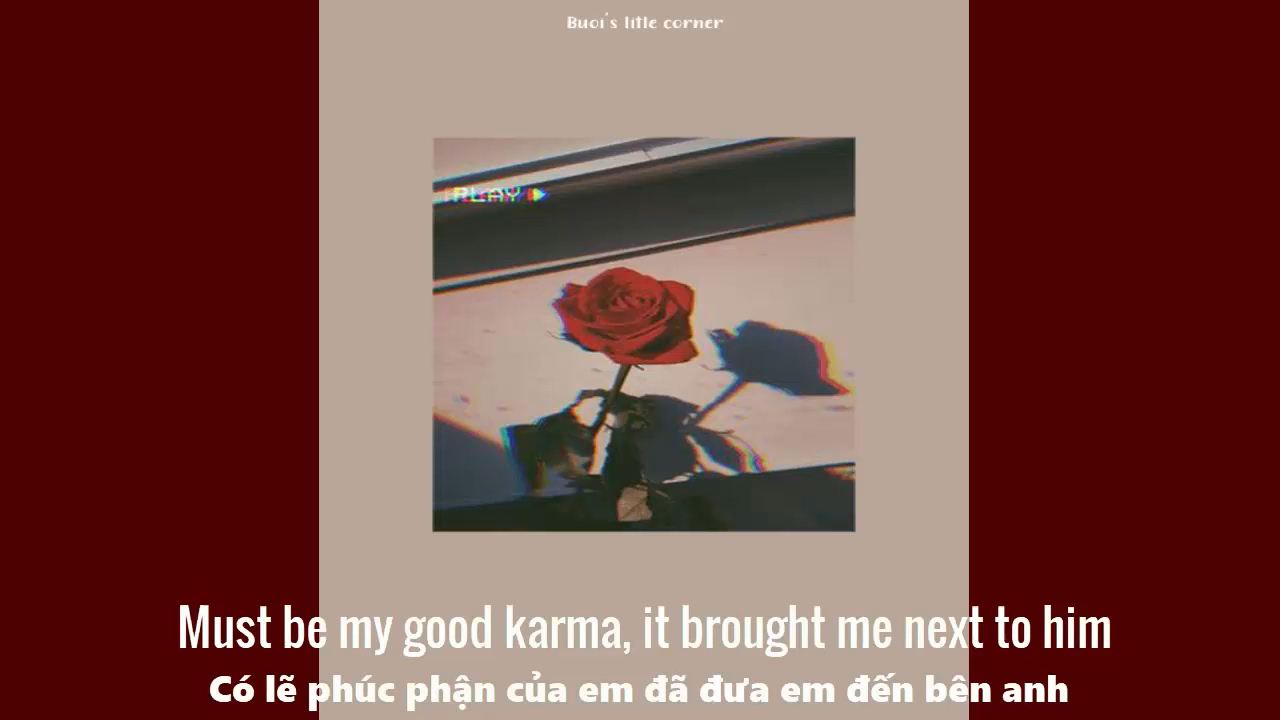 Buoi's litle corner
PLAY
Must be my good karma, it brought me next to him
Có lẽ phúc phận của em đã đưa em đến bên anh